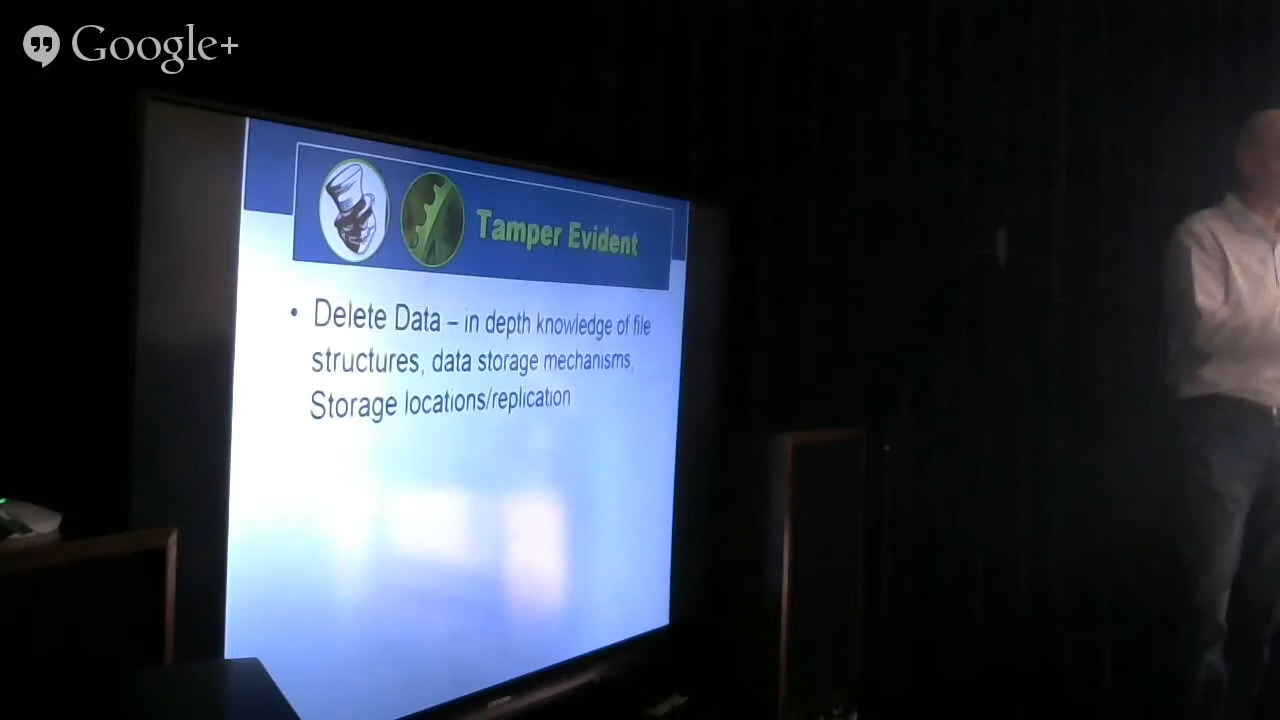 Google+
Tamper Evident
• Delete Data – in depth knowledge of file
structures, data storage mechanisms,
Storage locations/replication